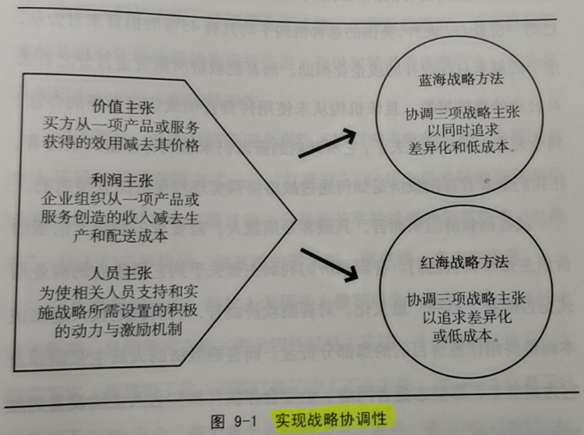 价值主张
买方从一项产品或服务
获得的效用减去其价格
利润主张
企业组织从一项产品或
服务创造的收入减去生
产和配送成本
人员主张
为使相关人员支持和实
施战略所需设置的积极
的动力与激励机制
蓝海战略方法
协调三项战略主张
以同时追求
差异化和低成本。
红海战略方法
协调三项战略主张
以追求差异化
或低成本。
图 9-1 实现战略协调性